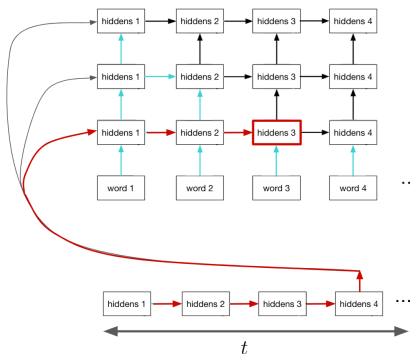 hiddens 1 hiddens 2 hiddens 3 hiddens 4
hiddens 1 hiddens 2 hiddens 3 hiddens 4
hiddens 1 hiddens 2 hiddens 3 hiddens 4
word 1 word 2 word 3 word 4 ...
hiddens 1 hiddens 2 hiddens 3 hiddens 4 ...
t